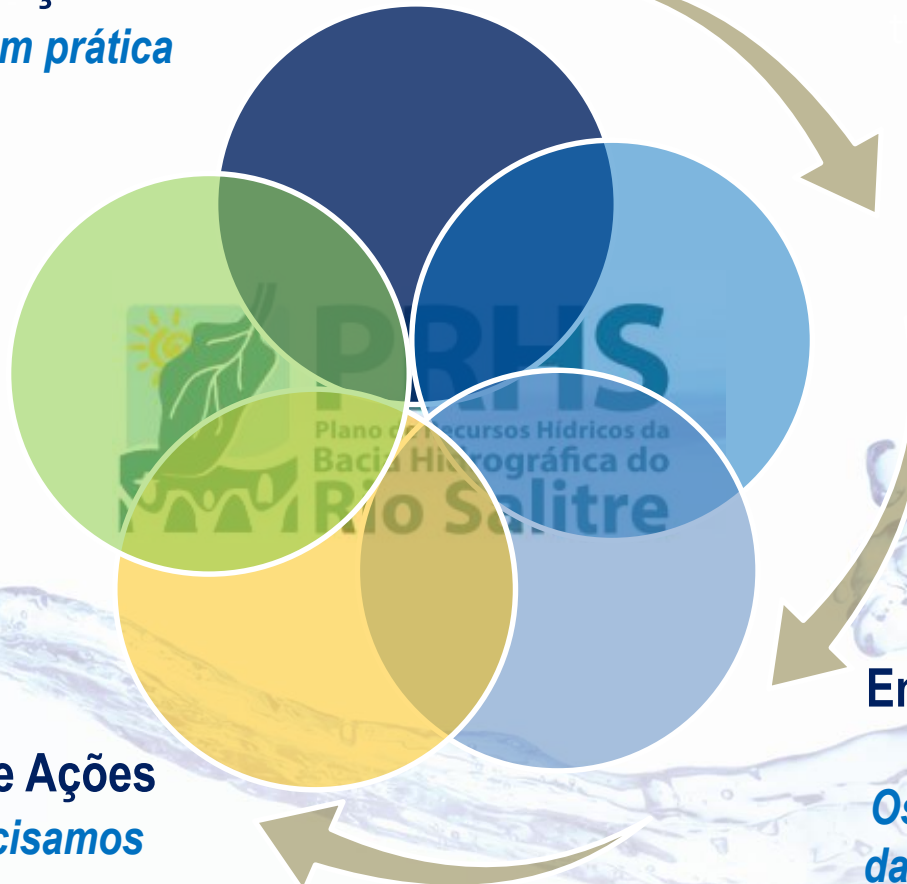 m prática
PRHS
Plano de Recursos Hídricos da
Bacia Hidrográfica do
Rio Salitre
Er
e Ações
cisamos
Os
da